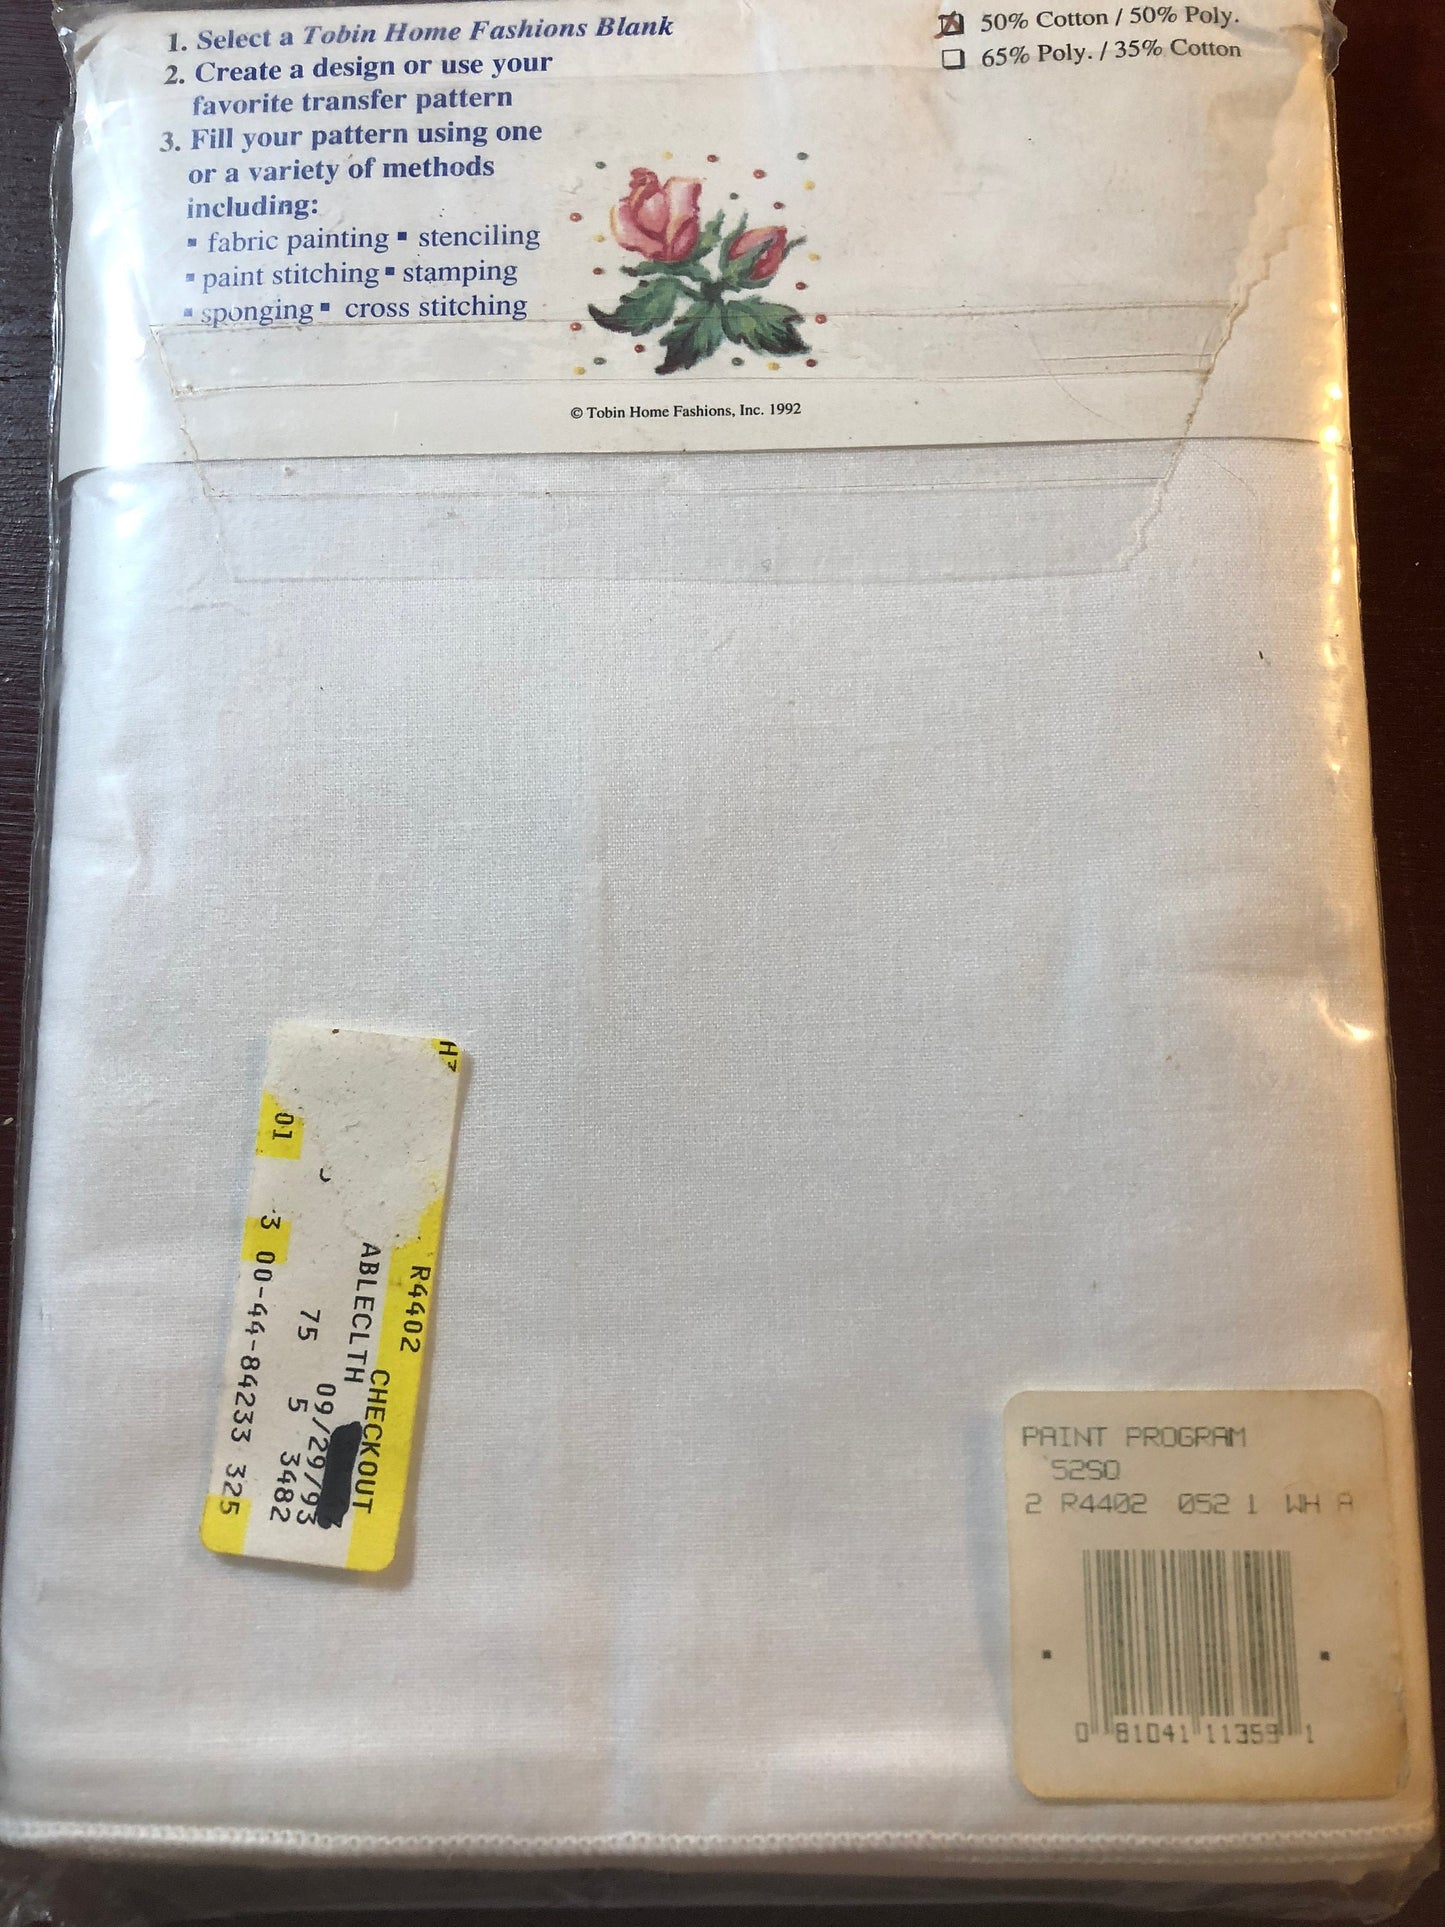 1. Select a Tobin Home Fashions Blank
2. Create a design or use your
favorite transfer pattern
3. Fill your pattern using one
or a variety of methods
including:
▪ fabric painting ▪ stenciling
▪ paint stitching ▪ stamping
▪ sponging ▪ cross stitching
☒ 50% Cotton / 50% Poly.
☐ 65% Poly. / 35% Cotton
© Tobin Home Fashions, Inc. 1992
R4402 CHECKOUT
ABLECLTH
09/29/93
75 5 3482
01 3 00-44-84233 325
PAINT PROGRAM
52SQ
2 R4402 052 1 WH A
0 81041 11359 1